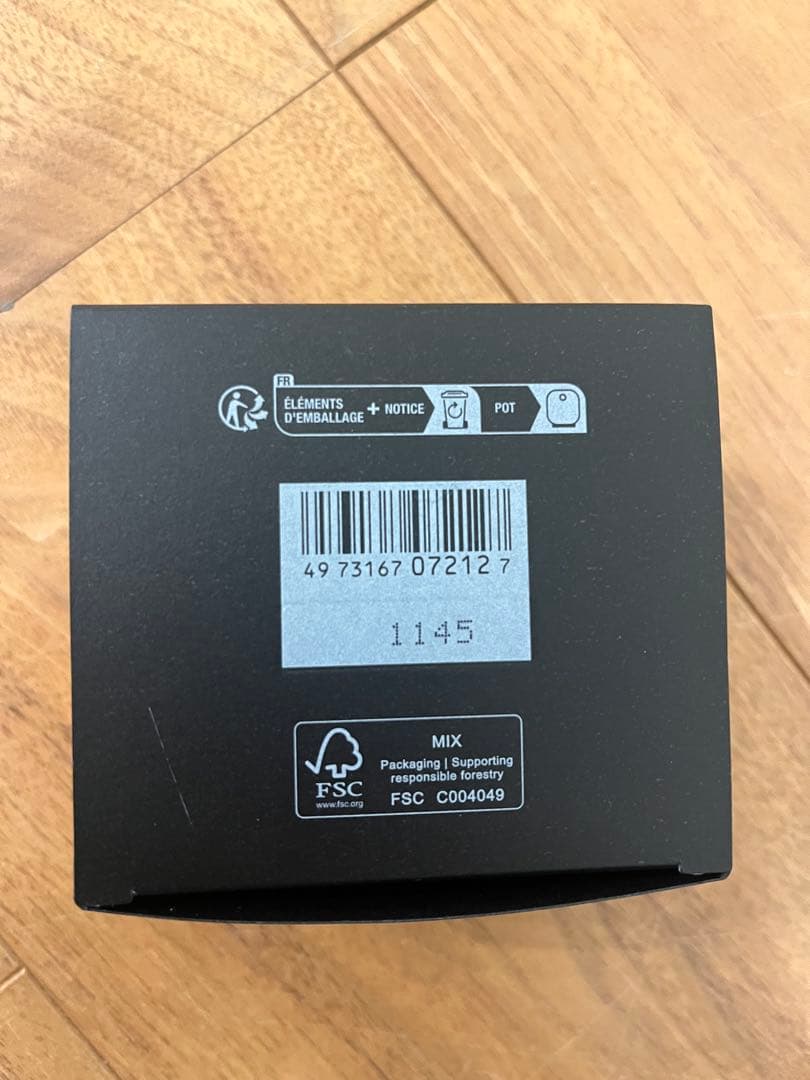 FR
ÉLÉMENTS
D'EMBALLAGE + NOTICE
POT
49 73167 07212 7
1145
MIX
Packaging | Supporting
responsible forestry
FSC
www.fsc.org
FSC C004049